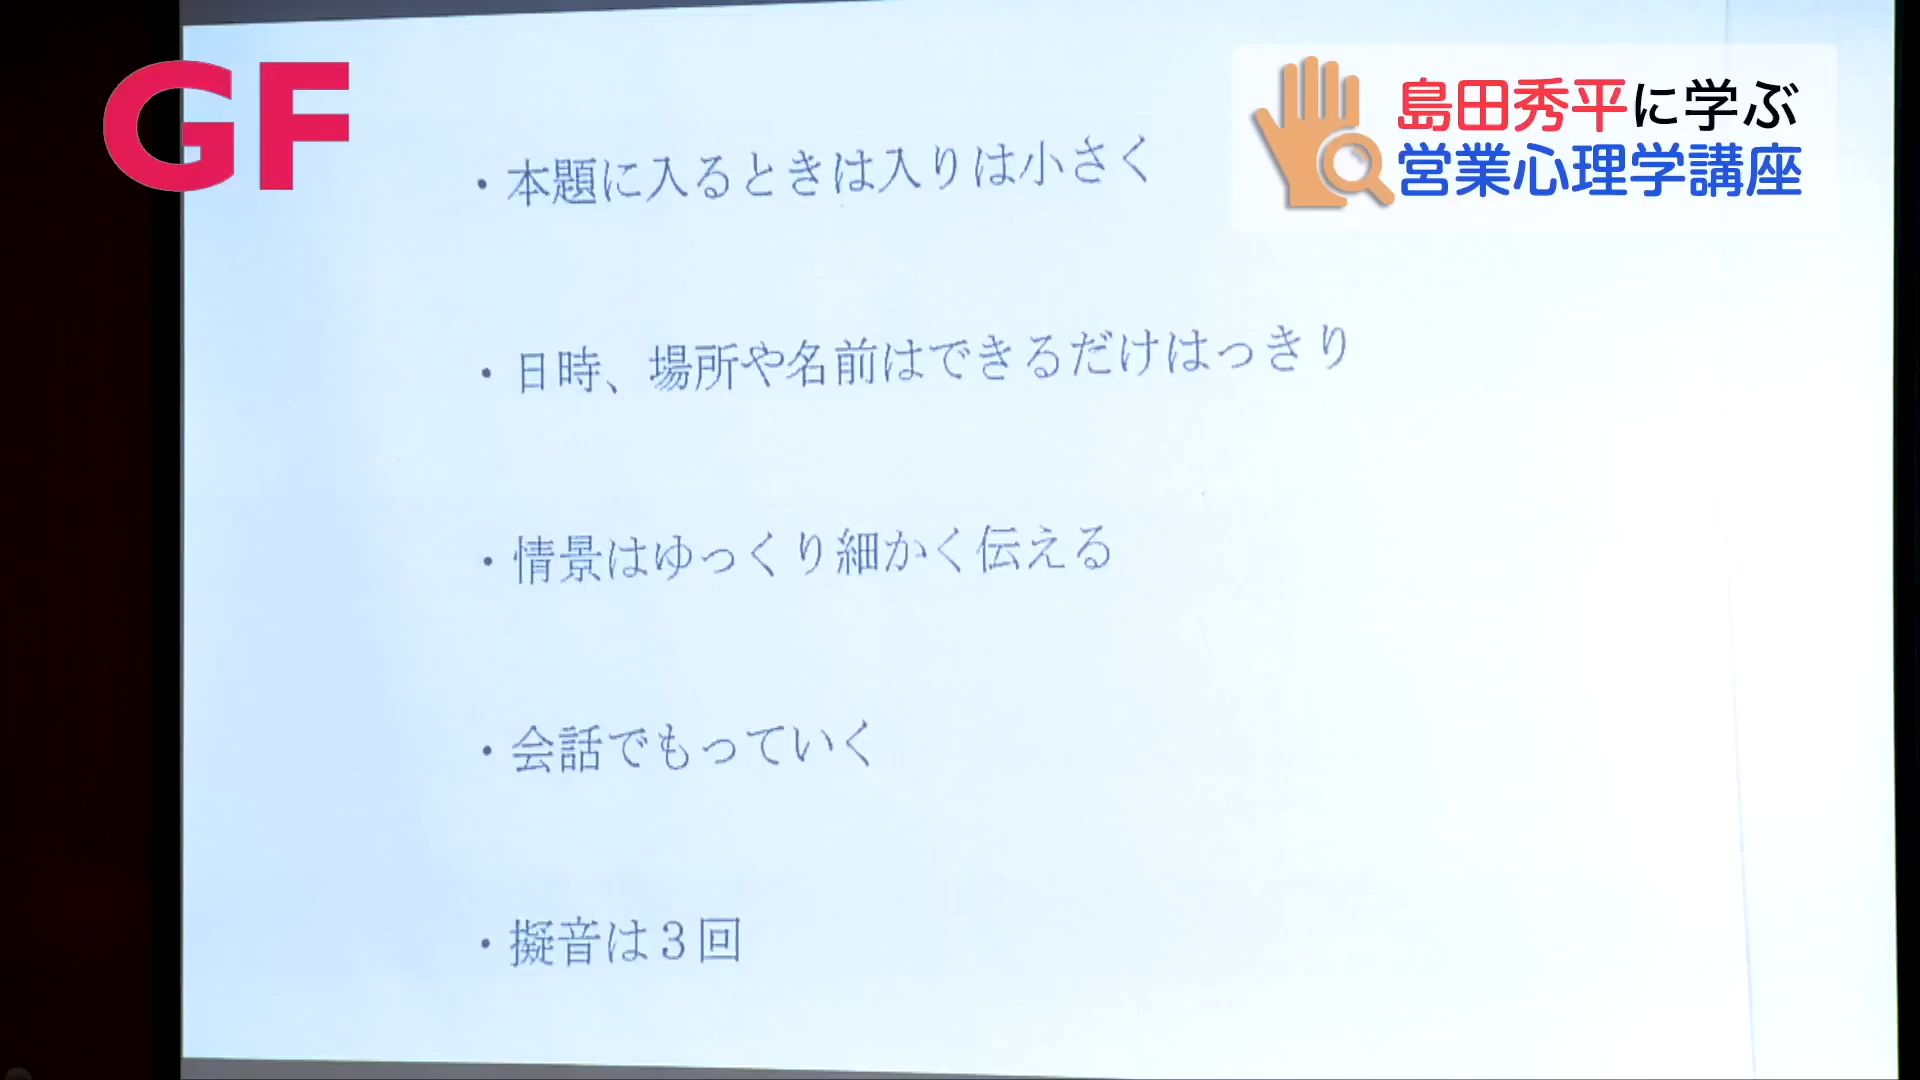 GF
島田秀平に学ぶ
営業心理学講座
・本題に入るときは入りは小さく
・日時、場所や名前はできるだけはっきり
・情景はゆっくり細かく伝える
・会話でもっていく
・擬音は３回